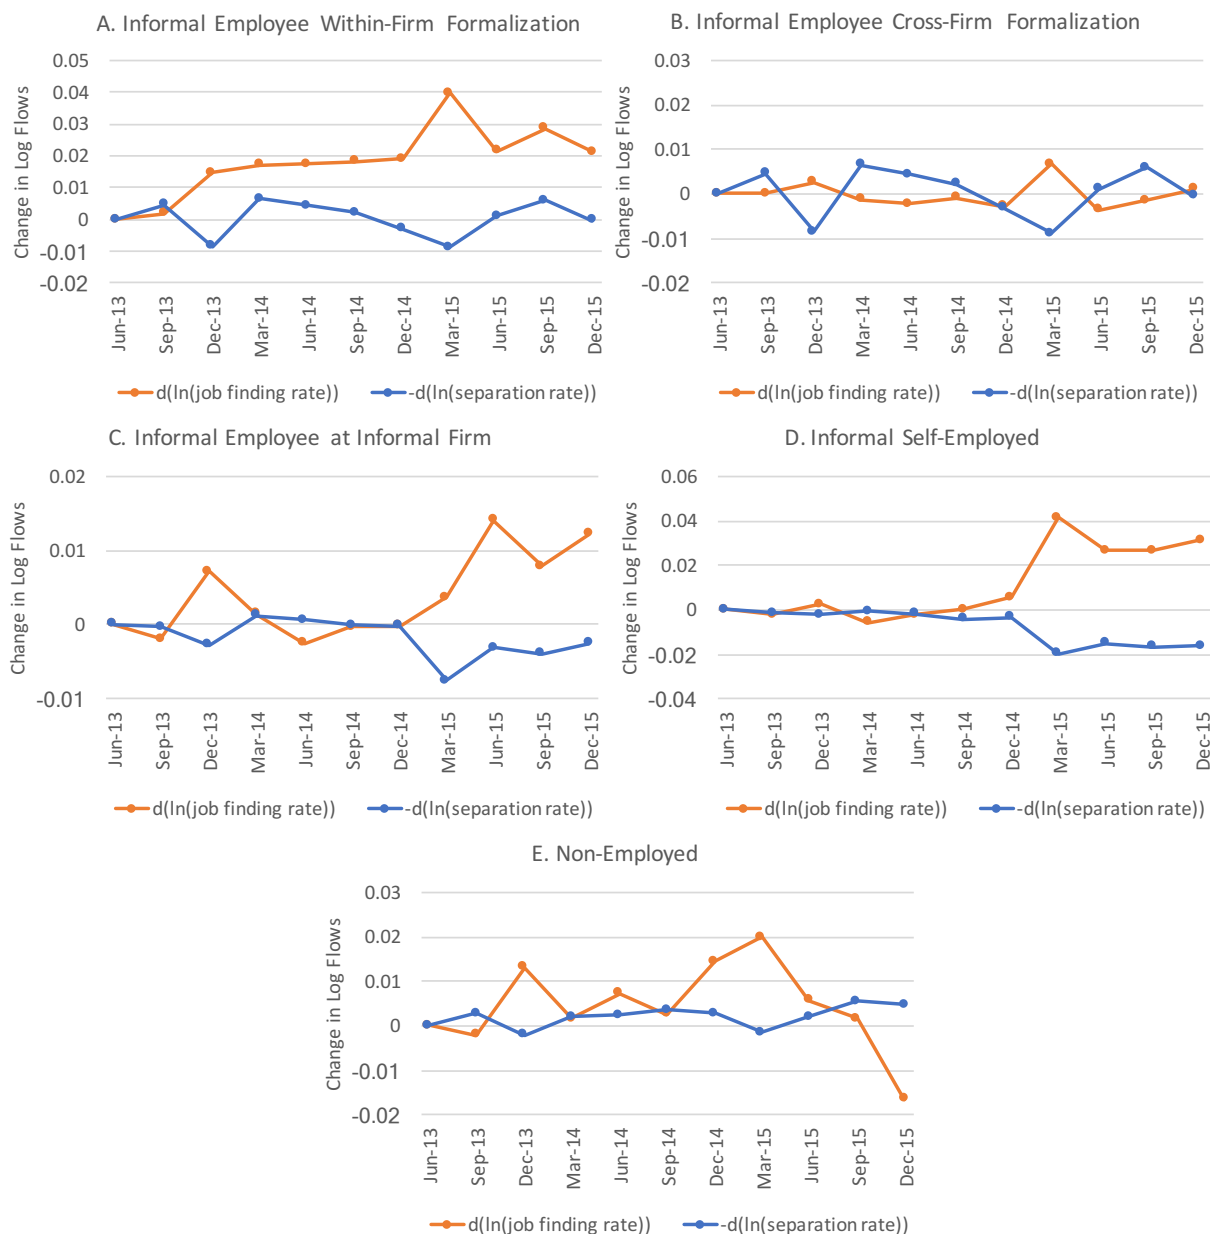 A. Informal Employee Within-Firm Formalization
Change in Log Flows
0.05
0.04
0.03
0.02
0.01
0
-0.01
-0.02
Jun-13
Sep-13
Dec-13
Mar-14
Jun-14
Sep-14
Dec-14
Mar-15
Jun-15
Sep-15
Dec-15
d(ln(job finding rate))
-d(ln(separation rate))
B. Informal Employee Cross-Firm Formalization
Change in Log Flows
0.03
0.02
0.01
0
-0.01
-0.02
Jun-13
Sep-13
Dec-13
Mar-14
Jun-14
Sep-14
Dec-14
Mar-15
Jun-15
Sep-15
Dec-15
d(ln(job finding rate))
-d(ln(separation rate))
C. Informal Employee at Informal Firm
Change in Log Flows
0.02
0.01
0
-0.01
Jun-13
Sep-13
Dec-13
Mar-14
Jun-14
Sep-14
Dec-14
Mar-15
Jun-15
Sep-15
Dec-15
d(ln(job finding rate))
-d(ln(separation rate))
D. Informal Self-Employed
Change in Log Flows
0.06
0.04
0.02
0
-0.02
-0.04
Jun-13
Sep-13
Dec-13
Mar-14
Jun-14
Sep-14
Dec-14
Mar-15
Jun-15
Sep-15
Dec-15
d(ln(job finding rate))
-d(ln(separation rate))
E. Non-Employed
Change in Log Flows
0.03
0.02
0.01
0
-0.01
-0.02
Jun-13
Sep-13
Dec-13
Mar-14
Jun-14
Sep-14
Dec-14
Mar-15
Jun-15
Sep-15
Dec-15
d(ln(job finding rate))
-d(ln(separation rate))